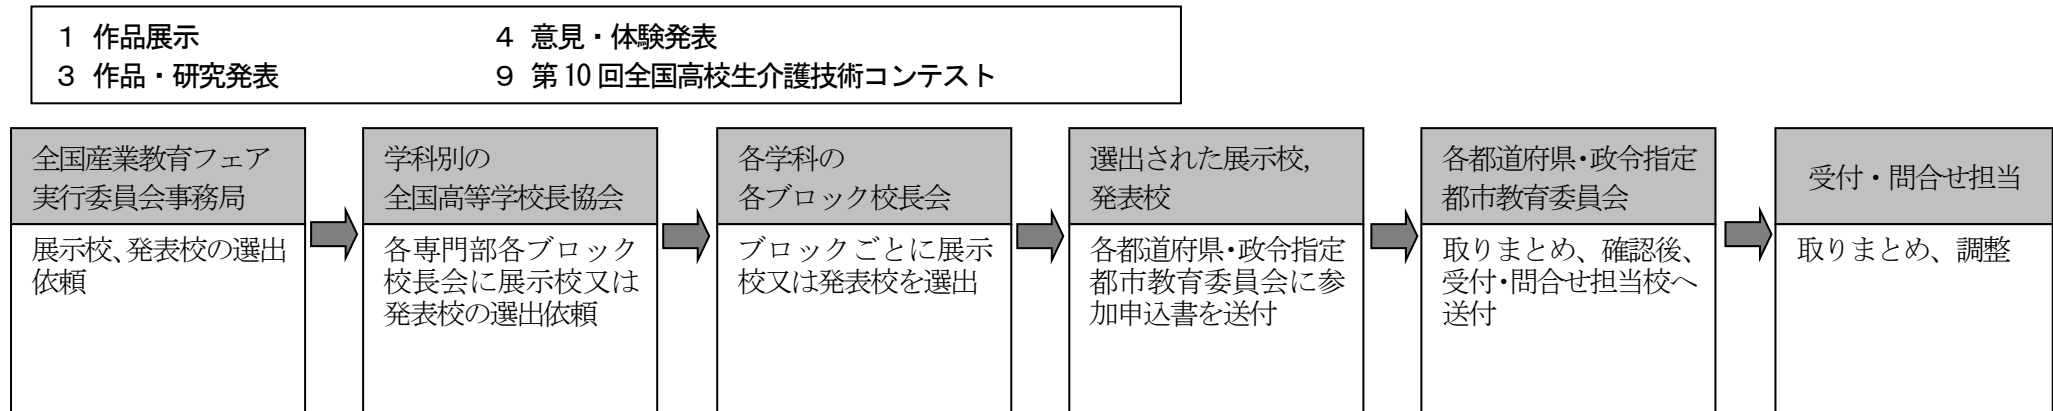 １ 作品展示
４ 意見・体験発表
３ 作品・研究発表
９ 第10回全国高校生介護技術コンテスト
全国産業教育フェア
実行委員会事務局
展示校、発表校の選出
依頼
学科別の
全国高等学校長協会
各専門部各ブロック
校長会に展示校又は
発表校の選出依頼
各学科の
各ブロック校長会
ブロックごとに展示
校又は発表校を選出
選出された展示校,
発表校
各都道府県・政令指定
都市教育委員会に参
加申込書を送付
各都道府県・政令指定
都市教育委員会
取りまとめ、確認後、
受付・問合せ担当校へ
送付
受付・問合せ担当
取りまとめ、調整